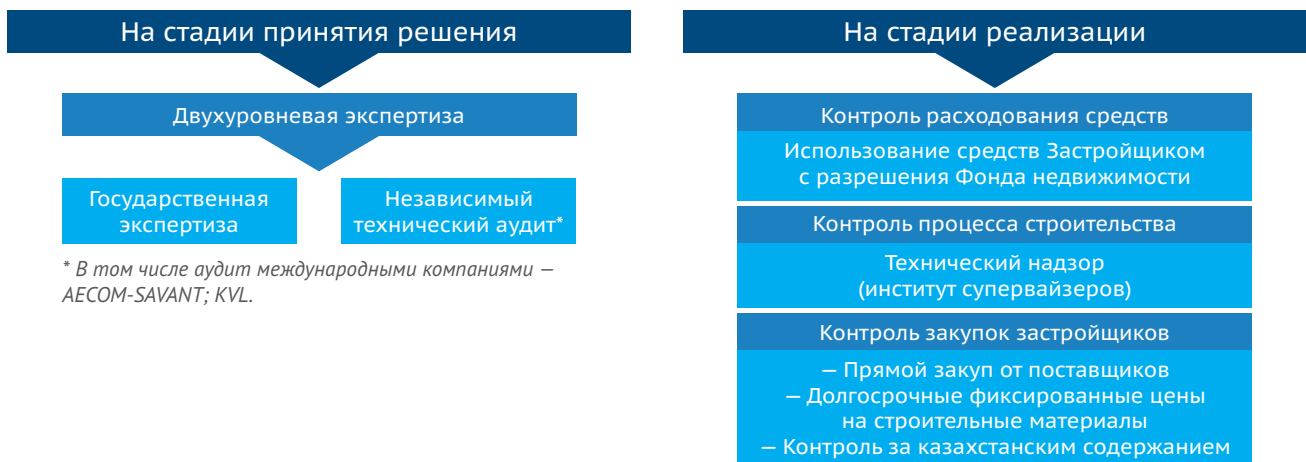 На стадии принятия решения
Двухуровневая экспертиза
Государственная
экспертиза
Независимый
технический аудит*
* В том числе аудит международными компаниями —
AECOM-SAVANT; KVL.
На стадии реализации
Контроль расходования средств
Использование средств Застройщиком
с разрешения Фонда недвижимости
Контроль процесса строительства
Технический надзор
(институт супервайзеров)
Контроль закупок застройщиков
— Прямой закуп от поставщиков
— Долгосрочные фиксированные цены
на строительные материалы
— Контроль за казахстанским содержанием